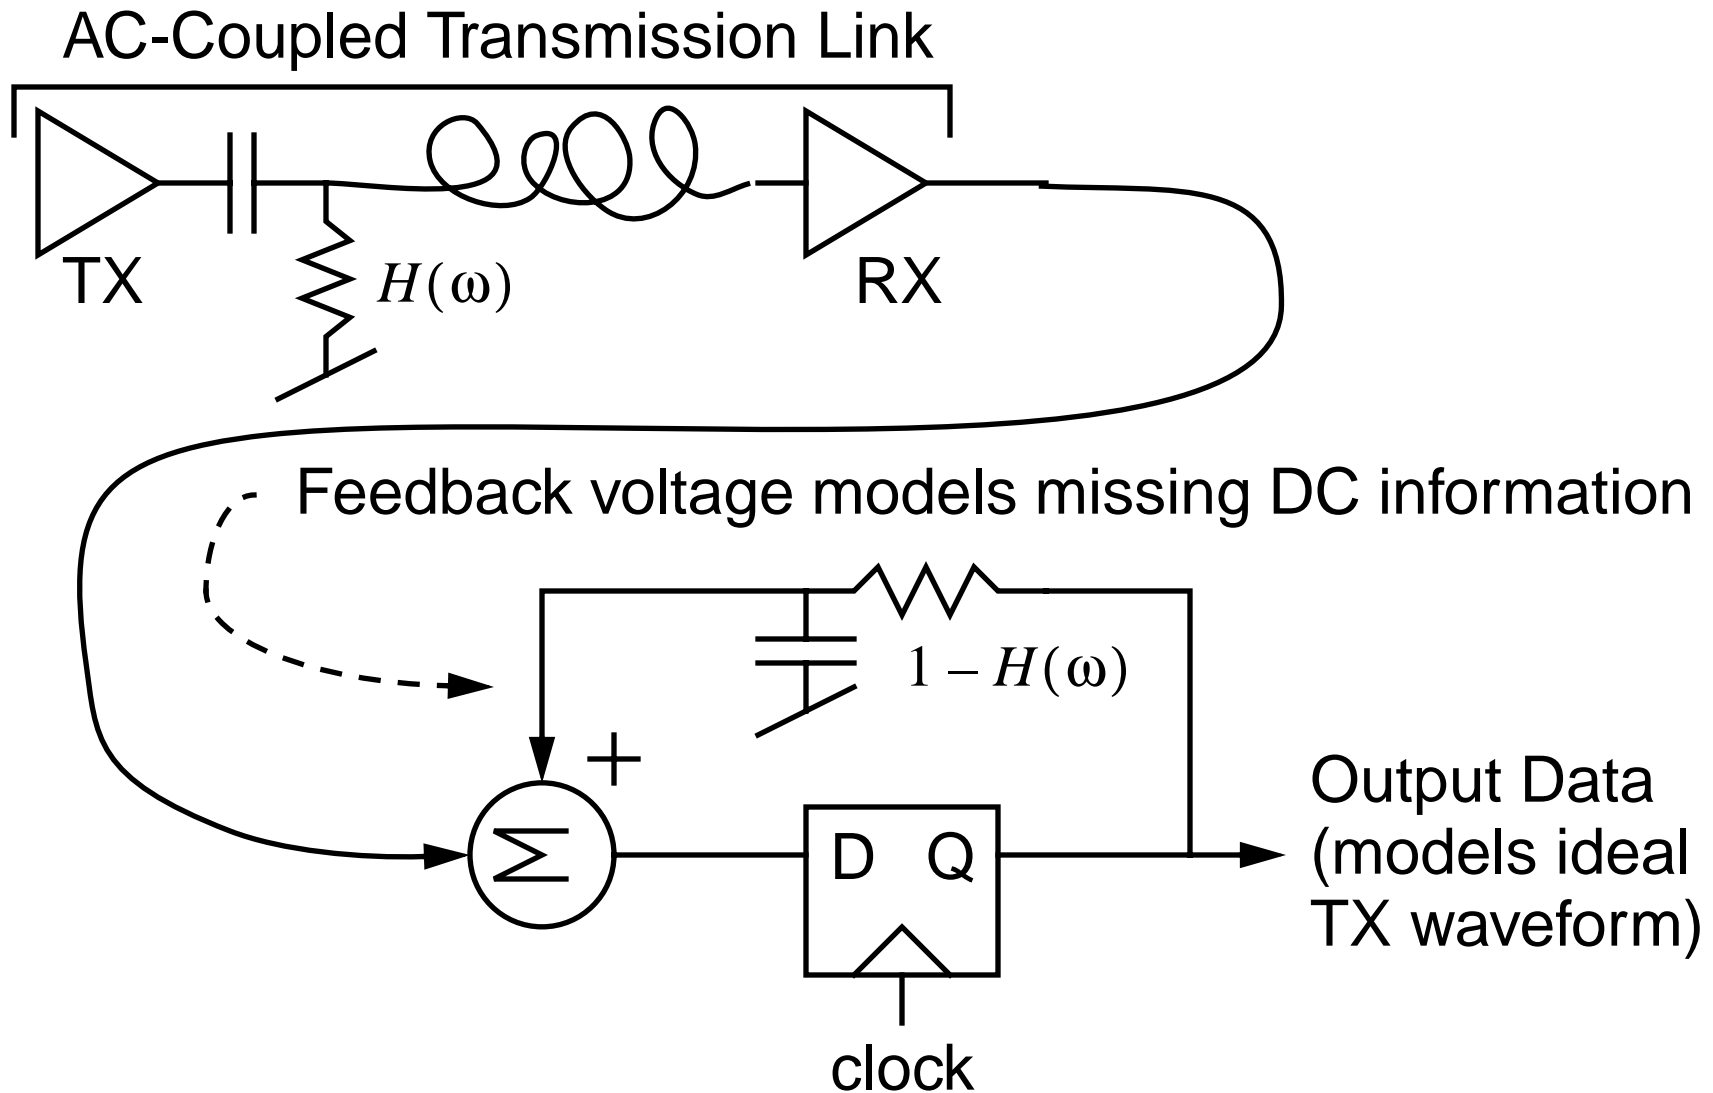 AC-Coupled Transmission Link
TX
H(ω)
RX
Feedback voltage models missing DC information
1 – H(ω)
+
Σ
D Q
Output Data
(models ideal
TX waveform)
clock